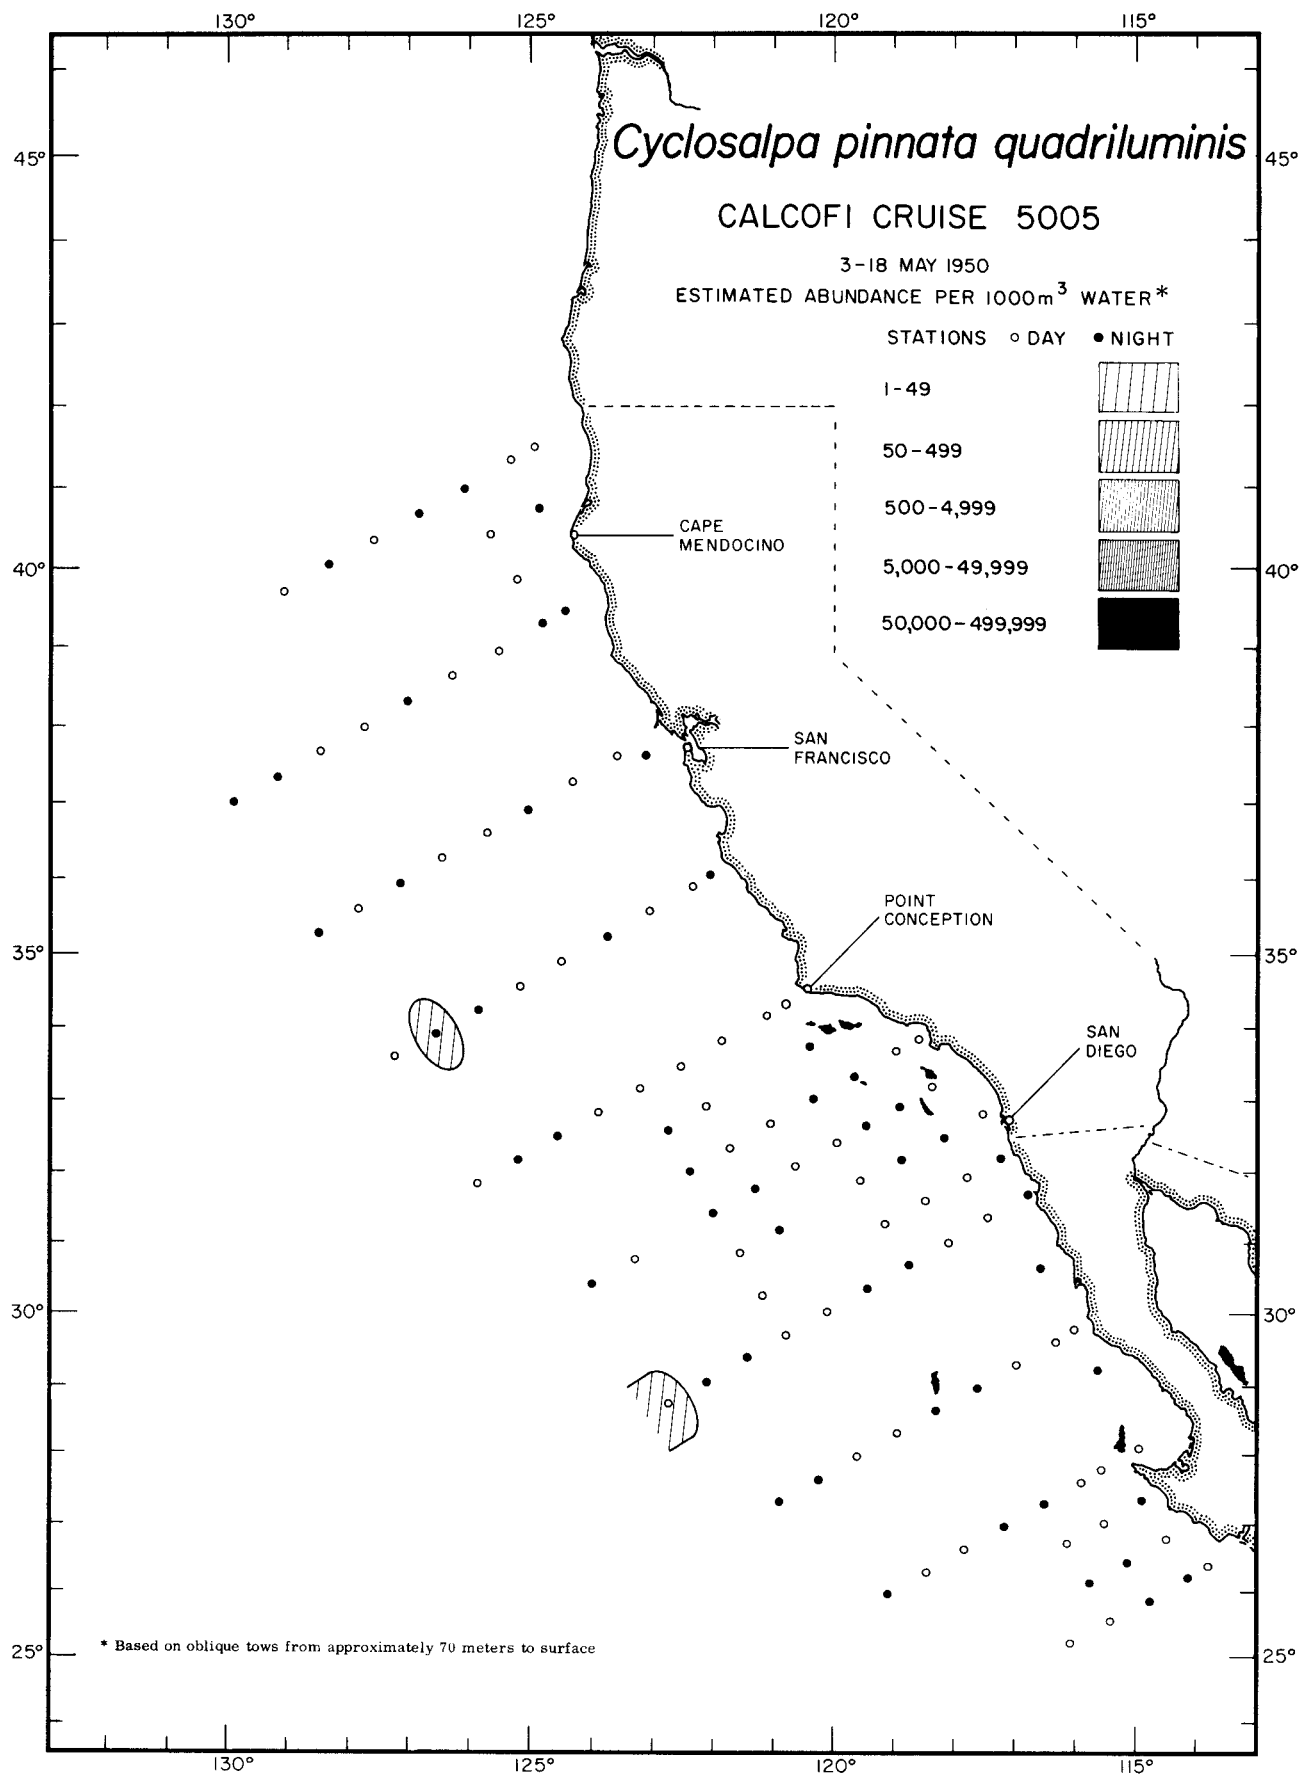 130° 125° 120° 115°
Cyclosalpa pinnata quadriluminis
45° 45°
CALCOFI CRUISE 5005
3-18 MAY 1950
ESTIMATED ABUNDANCE PER 1000m³ WATER*
STATIONS DAY NIGHT
1-49
50-499
500-4,999
CAPE
MENDOCINO
5,000-49,999
40° 40°
50,000-499,999
SAN
FRANCISCO
POINT
CONCEPTION
35° 35°
SAN
DIEGO
30° 30°
* Based on oblique tows from approximately 70 meters to surface
25° 25°
130° 125° 120° 115°